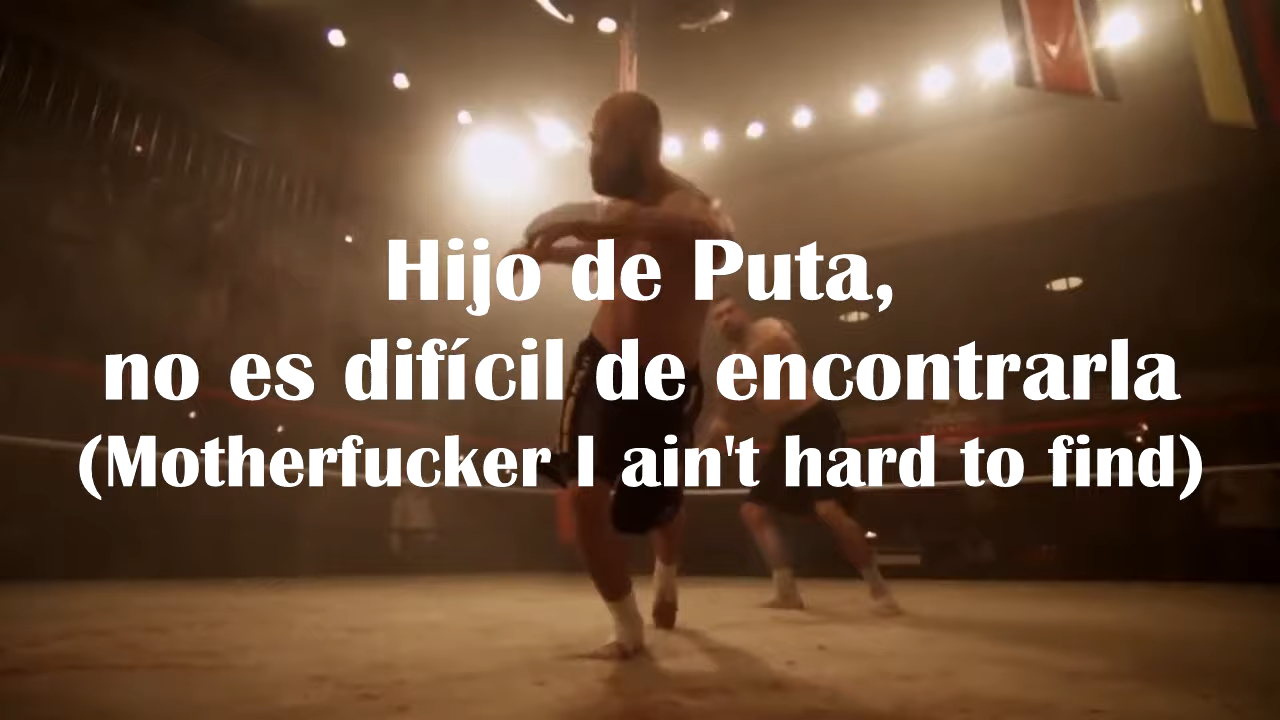 Hijo de Puta,
no es difícil de encontrarla
(Motherfucker I ain't hard to find)